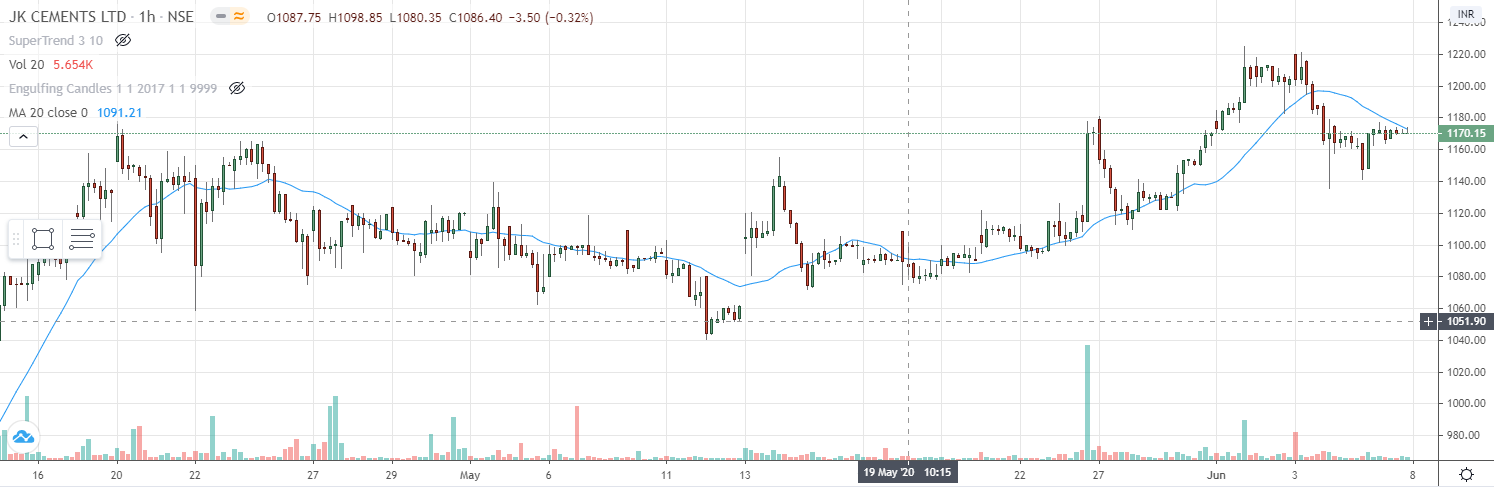 JK CEMENTS LTD · 1h · NSE O1087.75 H1098.85 L1080.35 C1086.40 −3.50 (−0.32%)
SuperTrend 3 10
Vol 20 5.654K
Engulfing Candles 1 1 2017 1 1 9999
MA 20 close 0 1091.21
INR
1240.00
1220.00
1200.00
1180.00
1170.15
1160.00
1140.00
1120.00
1100.00
1080.00
1060.00
1051.90
1040.00
1020.00
1000.00
980.00
16 20 22 27 29 May 6 11 13 19 May '20 10:15 22 27 Jun 3 8